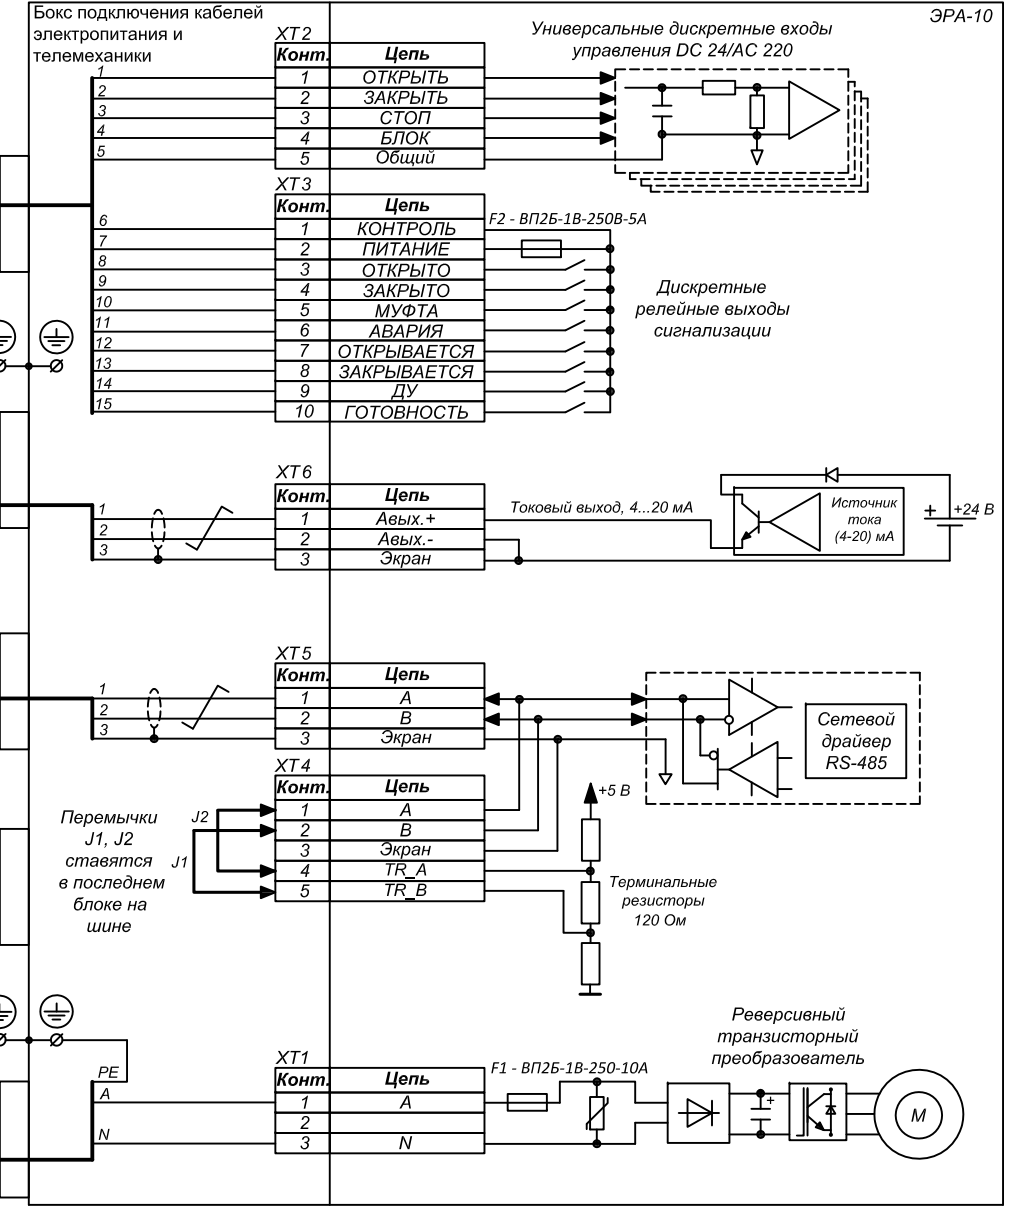 Бокс подключения кабелей
электропитания и
телемеханики
ЭРА-10
Универсальные дискретные входы
управления DC 24/AC 220
XT2
Конт. Цепь
1 1 ОТКРЫТЬ
2 2 ЗАКРЫТЬ
3 3 СТОП
4 4 БЛОК
5 5 Общий
XT3
Конт. Цепь
F2 - ВП2Б-1В-250В-5А
6 1 КОНТРОЛЬ
7 2 ПИТАНИЕ
8 3 ОТКРЫТО
9 4 ЗАКРЫТО
10 5 МУФТА
11 6 АВАРИЯ
12 7 ОТКРЫВАЕТСЯ
13 8 ЗАКРЫВАЕТСЯ
14 9 ДУ
15 10 ГОТОВНОСТЬ
Дискретные
релейные выходы
сигнализации
XT6
Конт. Цепь
1 1 Авых.+
2 2 Авых.-
3 3 Экран
Токовый выход, 4...20 мА
Источник
тока
(4-20) мА
+
+24 В
XT5
Конт. Цепь
1 1 A
2 2 B
3 3 Экран
Сетевой
драйвер
RS-485
XT4
Конт. Цепь
1 A
2 B
3 Экран
4 TR_A
5 TR_B
J2
J1
Перемычки
J1, J2
ставятся
в последнем
блоке на
шине
+5 В
Терминальные
резисторы
120 Ом
XT1
Конт. Цепь
PE
A 1 A
2
N 3 N
F1 - ВП2Б-1В-250-10А
Реверсивный
транзисторный
преобразователь
+
M